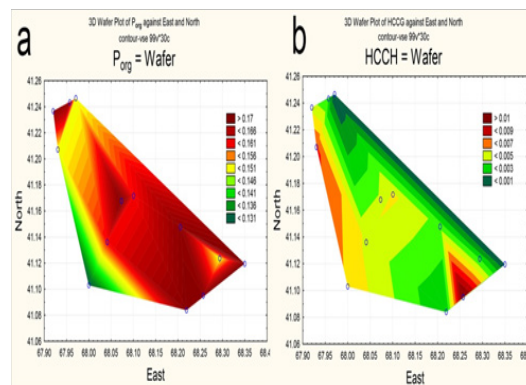 a
3D Wafer Plot of Porg against East and North
contour-vse 99v*30c
Porg = Wafer
41.26
41.24
41.22
41.20
41.18
41.16
41.14
41.12
41.10
41.08
41.06
North
67.90 67.95 68.00 68.05 68.10 68.15 68.20 68.25 68.30 68.35 68.4
East
> 0.17
< 0.166
< 0.161
< 0.156
< 0.151
< 0.146
< 0.141
< 0.136
< 0.131
b
3D Wafer Plot of HCCG against East and North
contour-vse 99v*30c
HCCH = Wafer
41.26
41.24
41.22
41.20
41.18
41.16
41.14
41.12
41.10
41.08
41.06
North
67.90 67.95 68.00 68.05 68.10 68.15 68.20 68.25 68.30 68.35
East
> 0.01
< 0.009
< 0.007
< 0.005
< 0.003
< 0.001